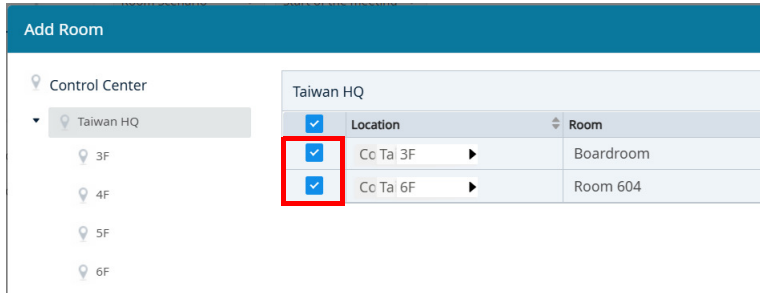 Add Room
Control Center
Taiwan HQ
3F
4F
5F
6F
Taiwan HQ
Location Room
Co Ta 3F Boardroom
Co Ta 6F Room 604